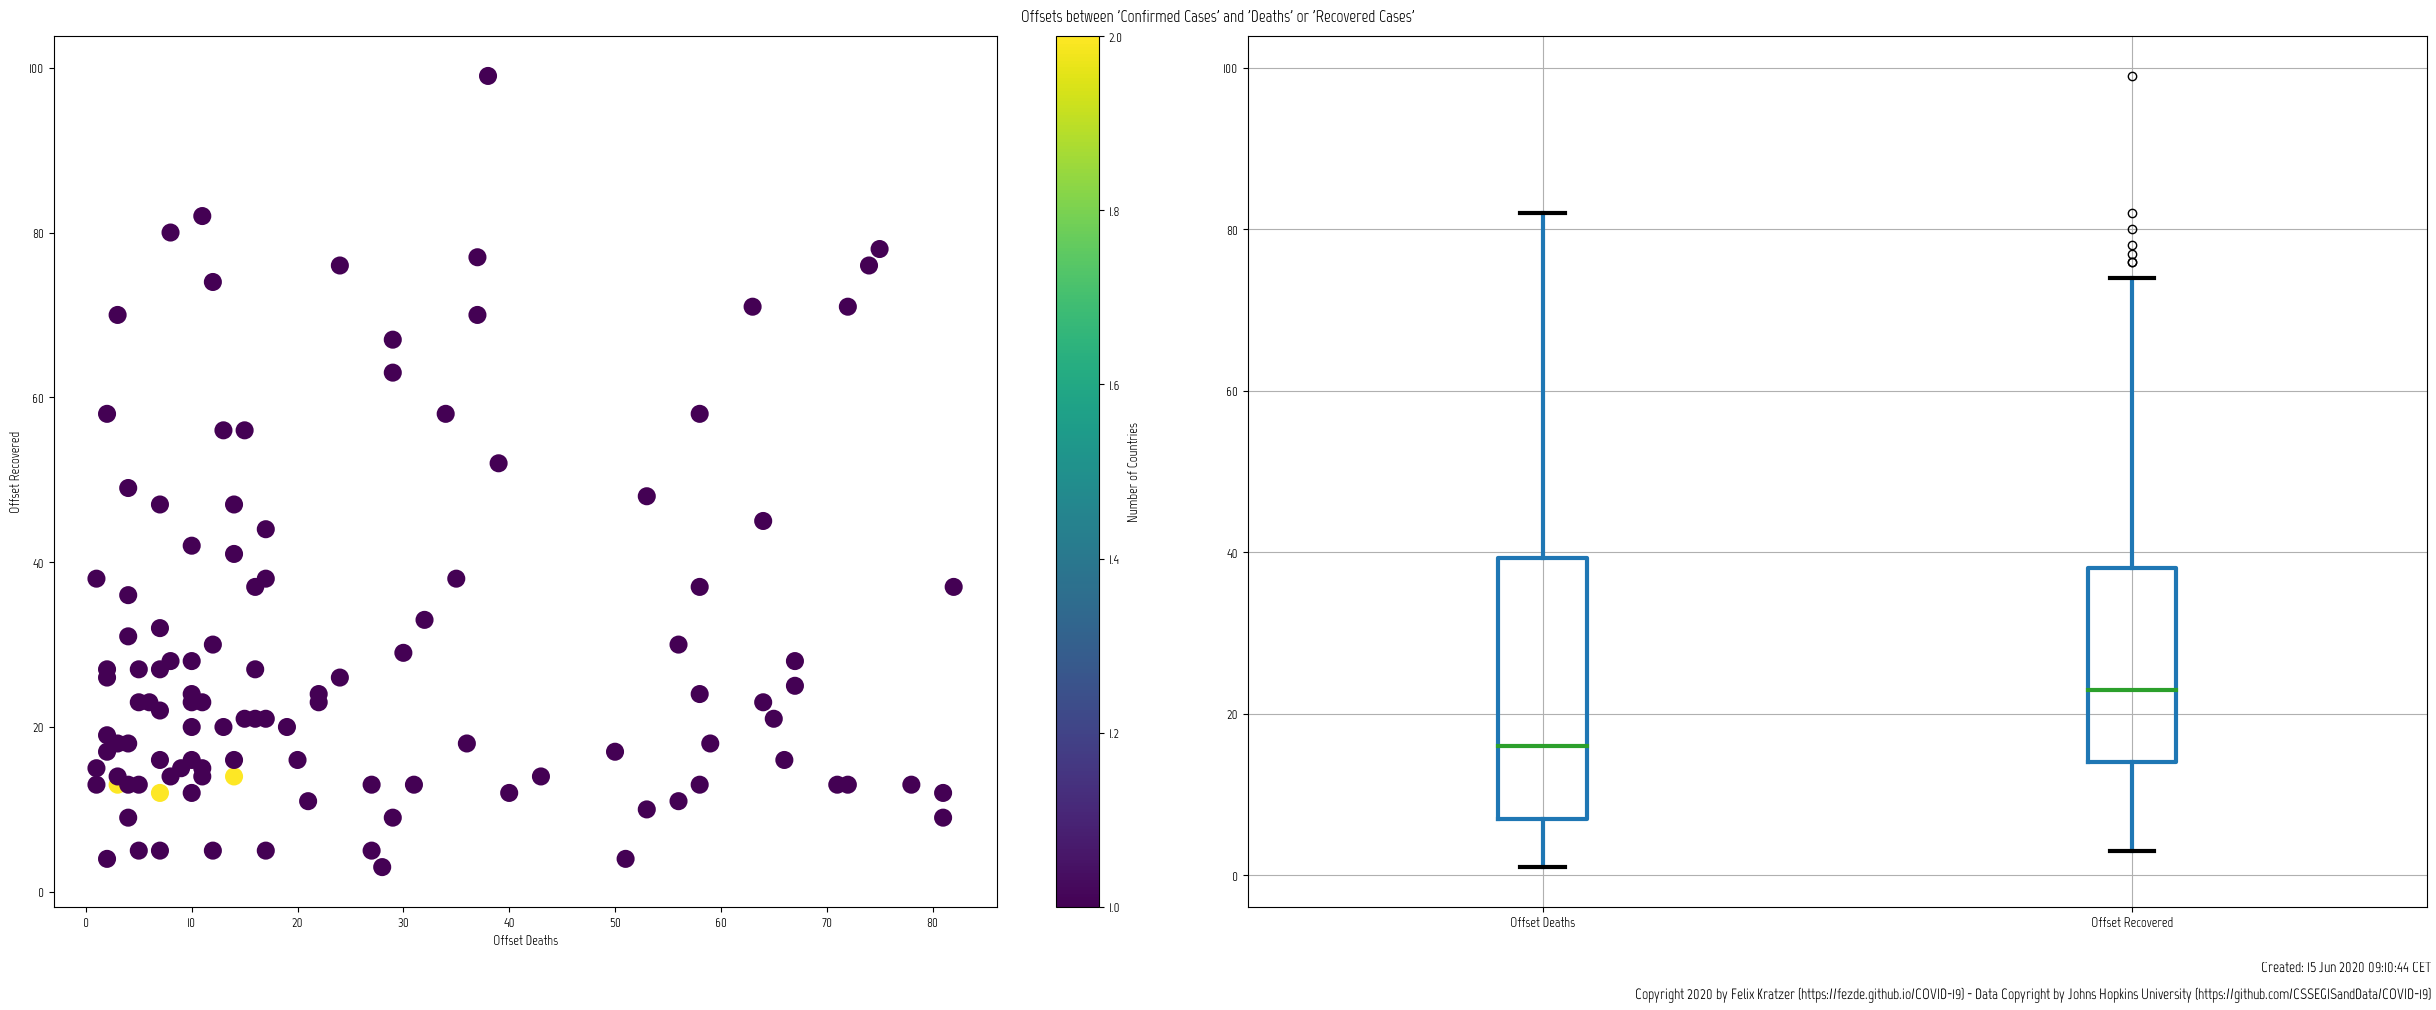 Offsets between 'Confirmed Cases' and 'Deaths' or 'Recovered Cases'
100
80
60
40
20
0
Offset Recovered
0 10 20 30 40 50 60 70 80
Offset Deaths
2.0
1.8
1.6
1.4
1.2
1.0
Number of Countries
100
80
60
40
20
0
Offset Deaths
Offset Recovered
Created: 15 Jun 2020 09:10:44 CET
Copyright 2020 by Felix Kratzer (https://fezde.github.io/COVID-19) - Data Copyright by Johns Hopkins University (https://github.com/CSSEGISandData/COVID-19)